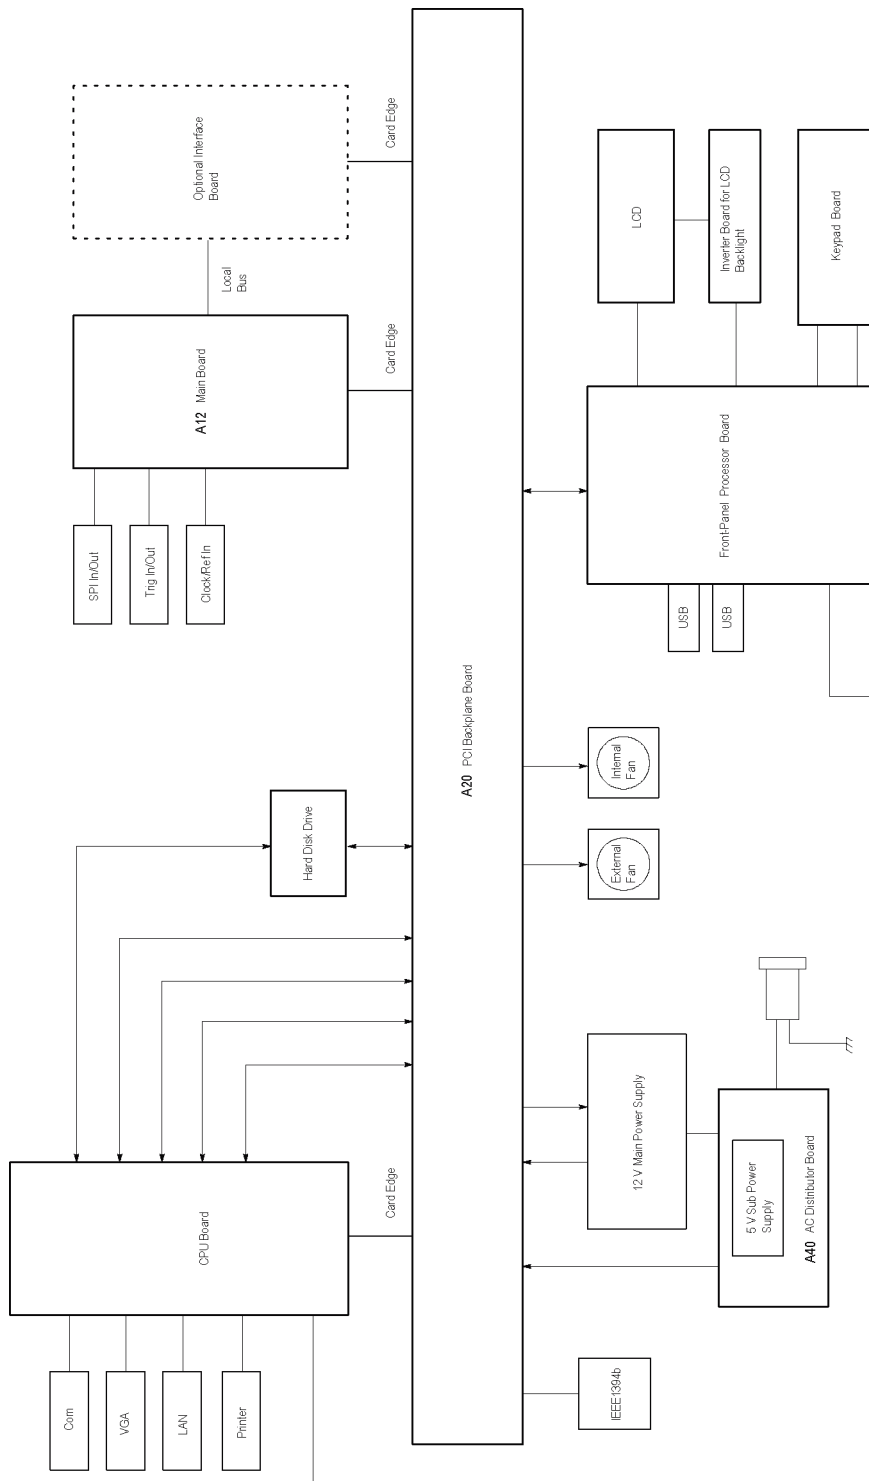 Optional Interface
Board
Card Edge
Local
Bus
A12 Main Board
Card Edge
SPI In/Out
Trig In/Out
Clock/Ref In
LCD
Inverter Board for LCD
Backlight
Keypad Board
Front-Panel Processor Board
USB
USB
A20 PCI Backplane Board
Hard Disk Drive
Internal
Fan
External
Fan
CPU Board
Card Edge
Com
VGA
LAN
Printer
12 V Main Power Supply
5 V Sub Power
Supply
A40 AC Distributor Board
IEEE1394b